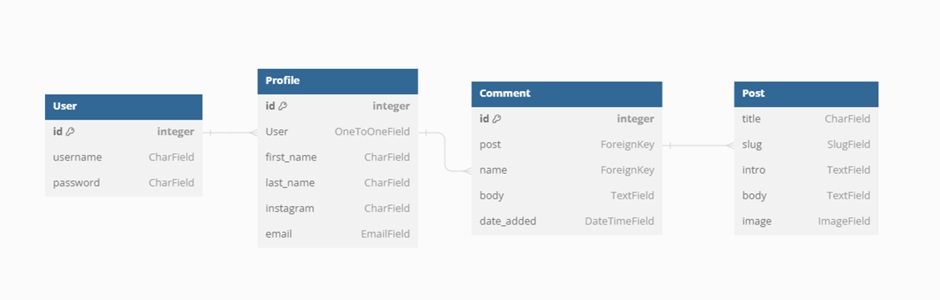 User
id integer
username CharField
password CharField
Profile
id integer
User OneToOneField
first_name CharField
last_name CharField
instagram CharField
email EmailField
Comment
id integer
post ForeignKey
name ForeignKey
body TextField
date_added DateTimeField
Post
title CharField
slug SlugField
intro TextField
body TextField
image ImageField